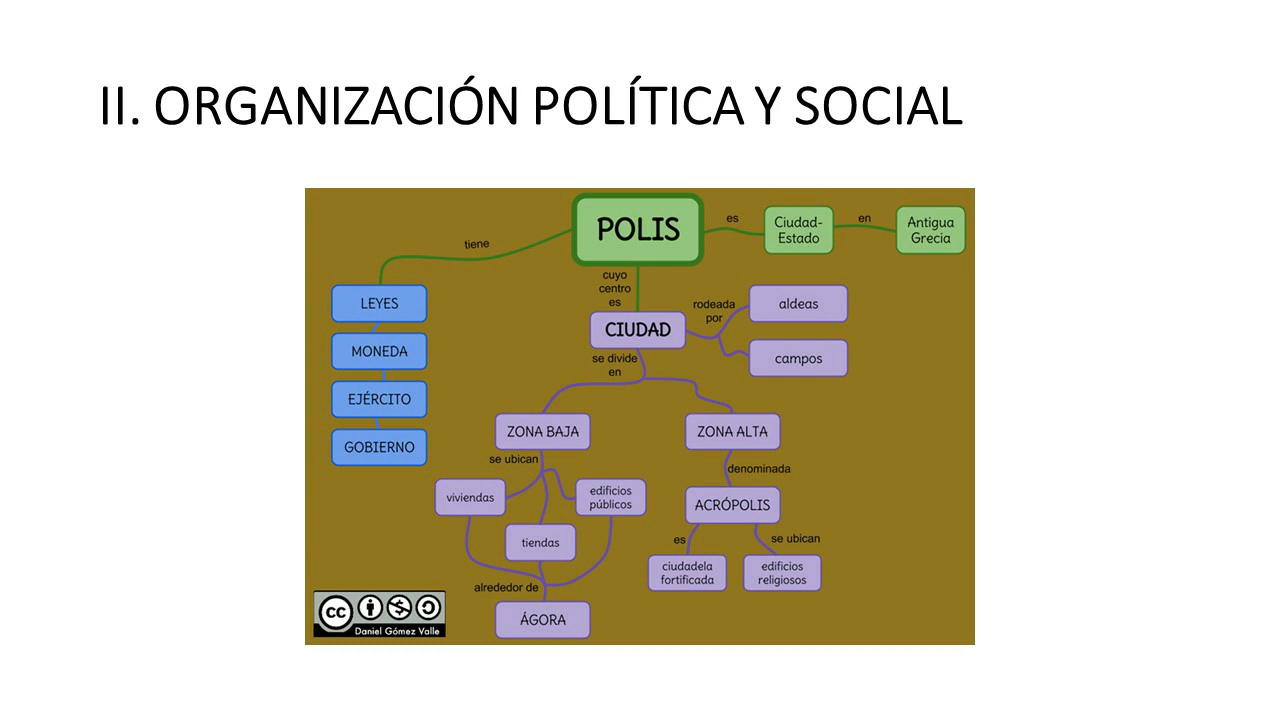 II. ORGANIZACIÓN POLÍTICA Y SOCIAL
POLIS
es
Ciudad-
Estado
en
Antigua
Grecia
tiene
LEYES
MONEDA
EJÉRCITO
GOBIERNO
cuyo
centro
es
CIUDAD
rodeada
por
aldeas
campos
se divide
en
ZONA BAJA
se ubican
viviendas
tiendas
edificios
públicos
alrededor de
ÁGORA
ZONA ALTA
denominada
ACRÓPOLIS
es
ciudadela
fortificada
se ubican
edificios
religiosos
cc
Daniel Gómez Valle